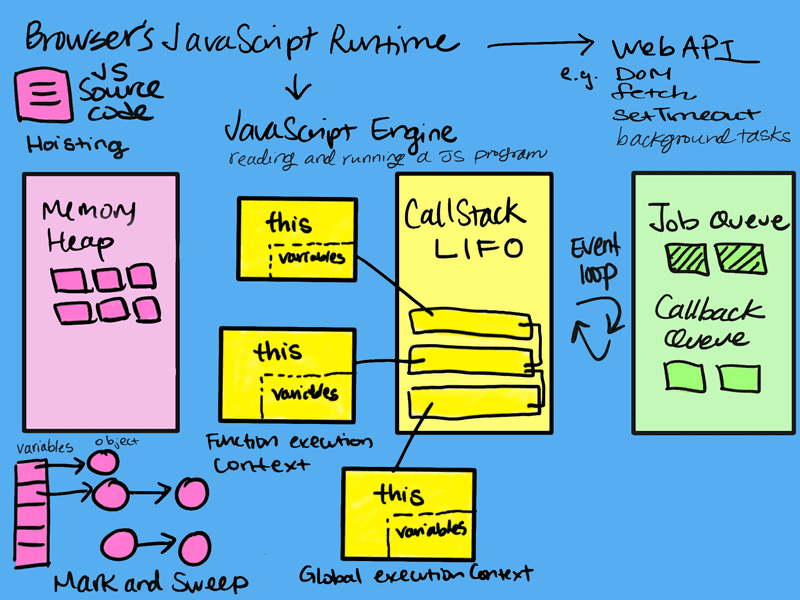 Browser's JavaScript Runtime
Web API
e.g. DOM
fetch
setTimeout
background tasks
JS
Source
code
Hoisting
JavaScript Engine
reading and running a JS program
Memory
Heap
this
variables
CallStack
LIFO
Event
loop
Job Queue
Callback
Queue
this
variables
Function execution
Context
variables
object
Mark and Sweep
this
variables
Global execution Context